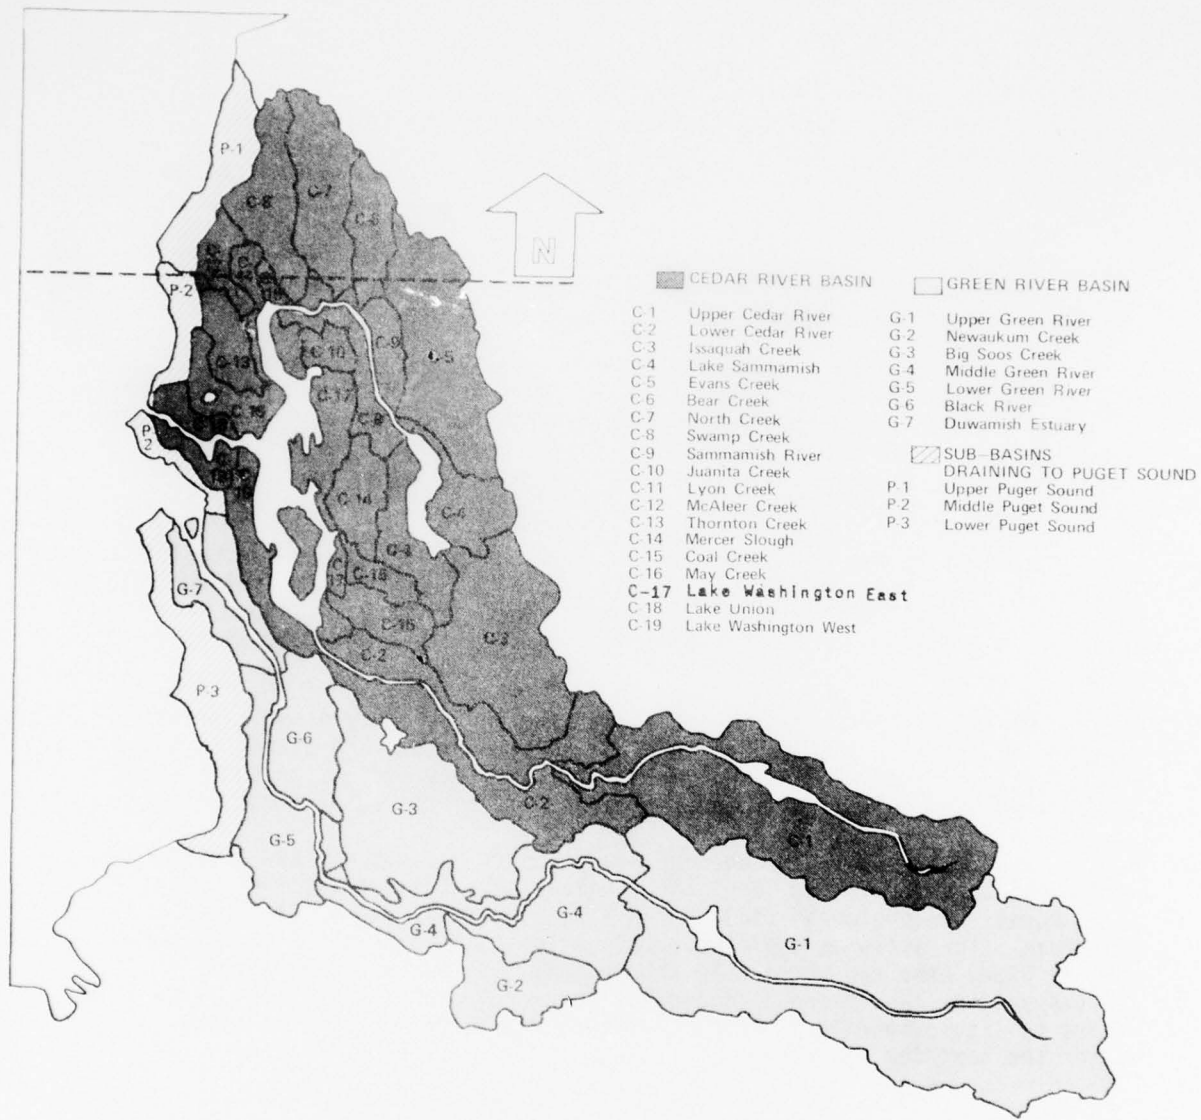 P-1
C-8
C-7
C-6
N
P-2
C-13
C-10
C-9
C-5
C-17
P-2
C-14
C-4
G-7
C-2
C-3
P-3
G-6
G-3
C-2
G-5
G-4
G-4
G-2
G-1
CEDAR RIVER BASIN
C-1 Upper Cedar River
C-2 Lower Cedar River
C-3 Issaquah Creek
C-4 Lake Sammamish
C-5 Evans Creek
C-6 Bear Creek
C-7 North Creek
C-8 Swamp Creek
C-9 Sammamish River
C-10 Juanita Creek
C-11 Lyon Creek
C-12 McAleer Creek
C-13 Thornton Creek
C-14 Mercer Slough
C-15 Coal Creek
C-16 May Creek
C-17 Lake Washington East
C-18 Lake Union
C-19 Lake Washington West
GREEN RIVER BASIN
G-1 Upper Green River
G-2 Newaukum Creek
G-3 Big Soos Creek
G-4 Middle Green River
G-5 Lower Green River
G-6 Black River
G-7 Duwamish Estuary
SUB-BASINS
DRAINING TO PUGET SOUND
P-1 Upper Puger Sound
P-2 Middle Puget Sound
P-3 Lower Puget Sound